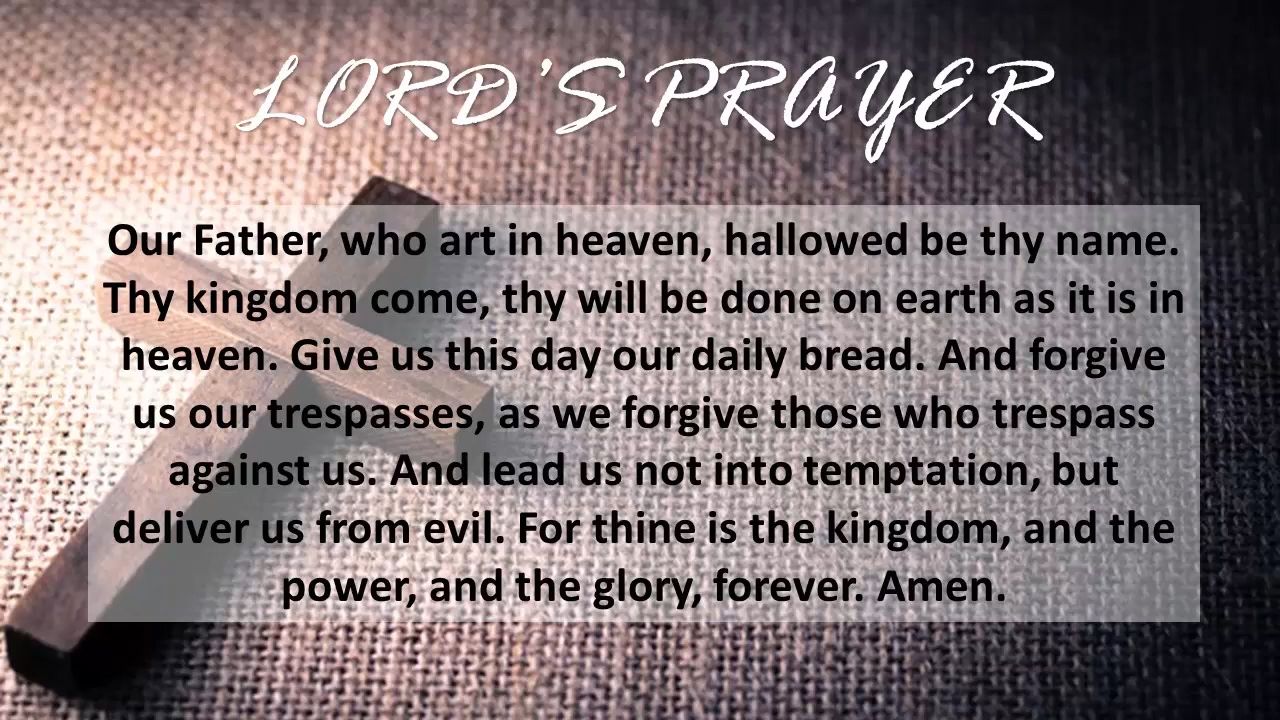 LORD'S PRAYER
Our Father, who art in heaven, hallowed be thy name.
Thy kingdom come, thy will be done on earth as it is in
heaven. Give us this day our daily bread. And forgive
us our trespasses, as we forgive those who trespass
against us. And lead us not into temptation, but
deliver us from evil. For thine is the kingdom, and the
power, and the glory, forever. Amen.